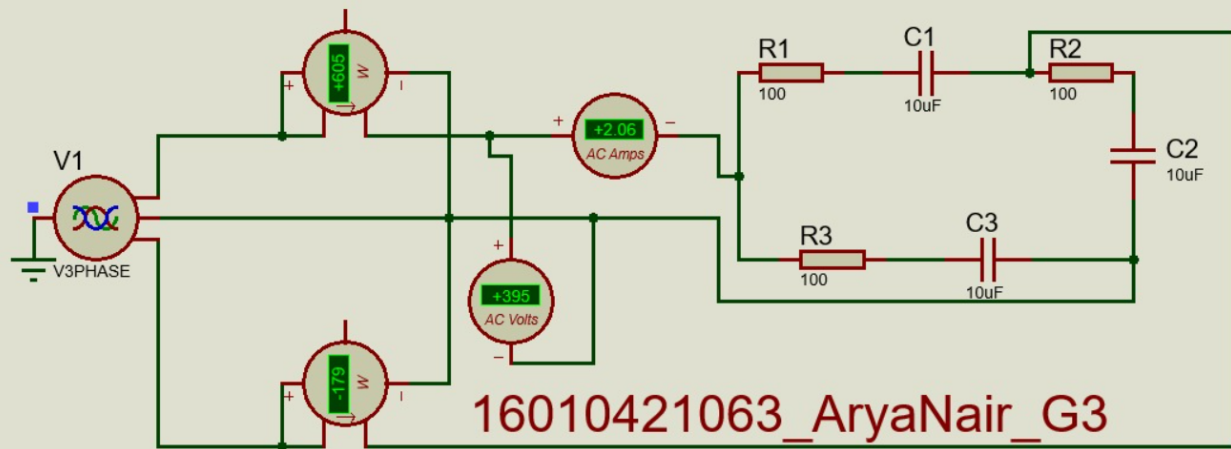 +605
W
+
-
R1
100
C1
10uF
R2
100
+
+2.06
AC Amps
-
C2
10uF
V1
V3PHASE
R3
100
C3
10uF
+
+395
AC Volts
-
-179
W
+
-
16010421063_AryaNair_G3